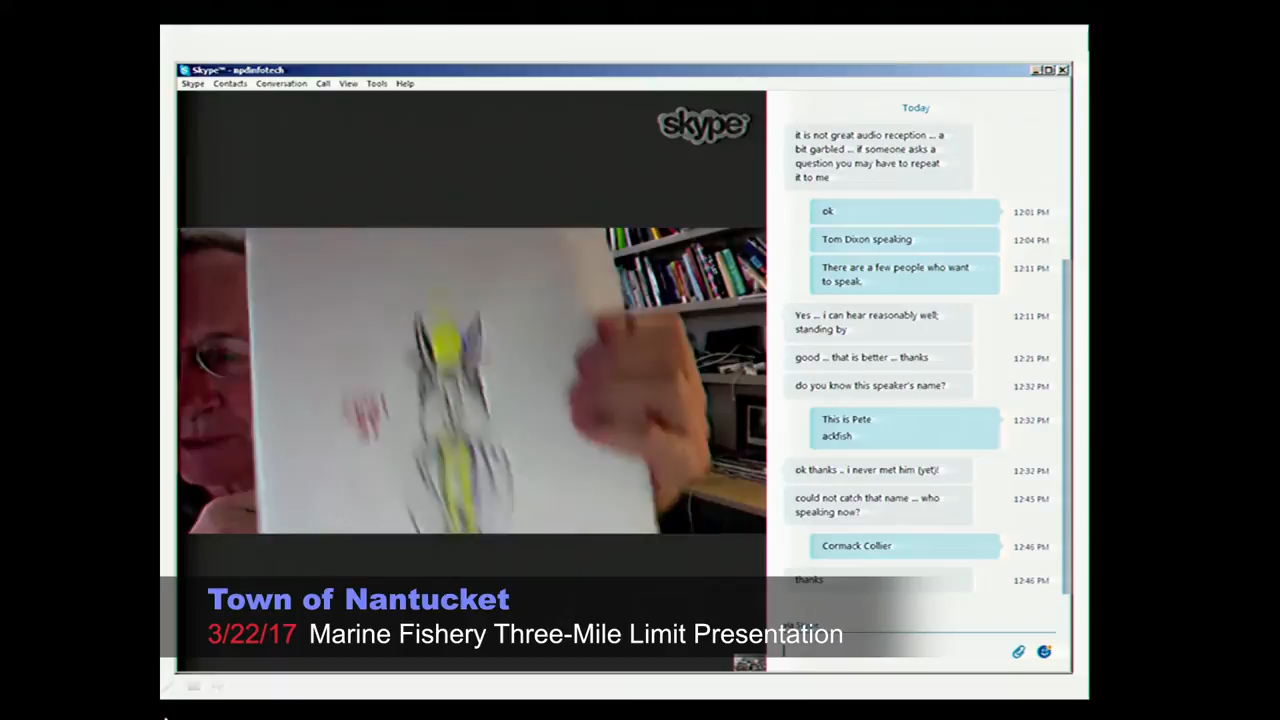 Skype™ - npdinfotech
Skype Contacts Conversation Call View Tools Help
skype™
Today
it is not great audio reception ... a
bit garbled ... if someone asks a
question you may have to repeat
it to me
ok 12:01 PM
Tom Dixon speaking 12:04 PM
There are a few people who want 12:11 PM
to speak.
Yes ... i can hear reasonably well; 12:11 PM
standing by
good ... that is better ... thanks 12:21 PM
do you know this speaker's name? 12:32 PM
This is Pete 12:32 PM
ackfish
ok thanks .. i never met him (yet)! 12:32 PM
could not catch that name ... who 12:45 PM
speaking now?
Cormack Collier 12:46 PM
thanks 12:46 PM
via Skype
Town of Nantucket
3/22/17 Marine Fishery Three-Mile Limit Presentation